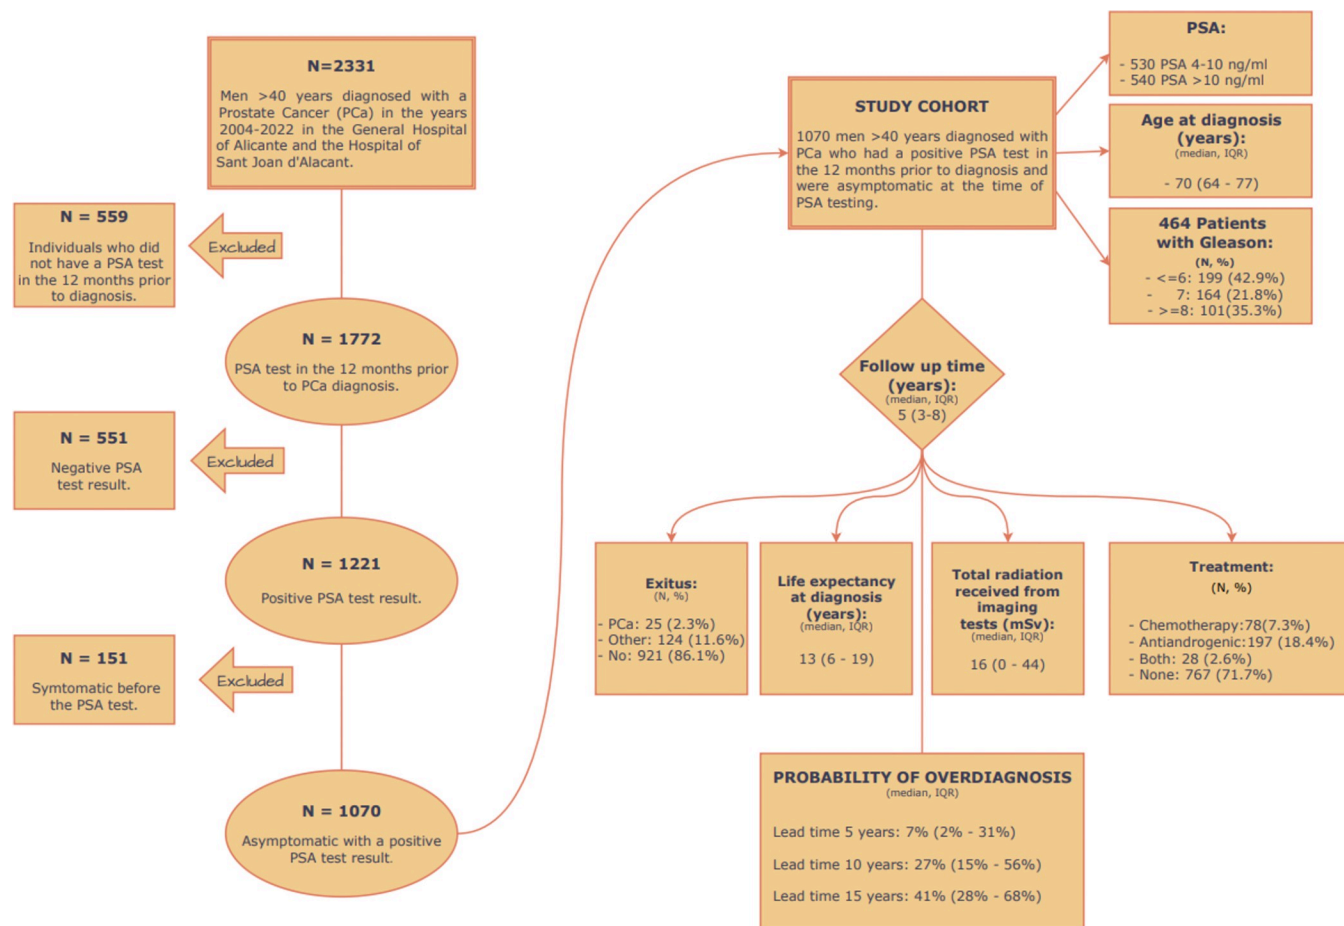 N=2331
Men >40 years diagnosed with a
Prostate Cancer (PCa) in the years
2004-2022 in the General Hospital
of Alicante and the Hospital of
Sant Joan d'Alacant.
N = 559
Individuals who did
not have a PSA test
in the 12 months prior
to diagnosis.
Excluded
N = 1772
PSA test in the 12 months prior
to PCa diagnosis.
N = 551
Negative PSA
test result.
Excluded
N = 1221
Positive PSA test result.
N = 151
Symtomatic before
the PSA test.
Excluded
N = 1070
Asymptomatic with a positive
PSA test result.
STUDY COHORT
1070 men >40 years diagnosed with
PCa who had a positive PSA test in
the 12 months prior to diagnosis and
were asymptomatic at the time of
PSA testing.
PSA:
- 530 PSA 4-10 ng/ml
- 540 PSA >10 ng/ml
Age at diagnosis
(years):
(median, IQR)
- 70 (64 - 77)
464 Patients
with Gleason:
(N, %)
- <=6: 199 (42.9%)
- 7: 164 (21.8%)
- >=8: 101(35.3%)
Follow up time
(years):
(median, IQR)
5 (3-8)
Exitus:
(N, %)
- PCa: 25 (2.3%)
- Other: 124 (11.6%)
- No: 921 (86.1%)
Life expectancy
at diagnosis
(years):
(median, IQR)
13 (6 - 19)
Total radiation
received from
imaging
tests (mSv):
(median, IQR)
16 (0 - 44)
Treatment:
(N, %)
- Chemotherapy:78(7.3%)
- Antiandrogenic:197 (18.4%)
- Both: 28 (2.6%)
- None: 767 (71.7%)
PROBABILITY OF OVERDIAGNOSIS
(median, IQR)
Lead time 5 years: 7% (2% - 31%)
Lead time 10 years: 27% (15% - 56%)
Lead time 15 years: 41% (28% - 68%)